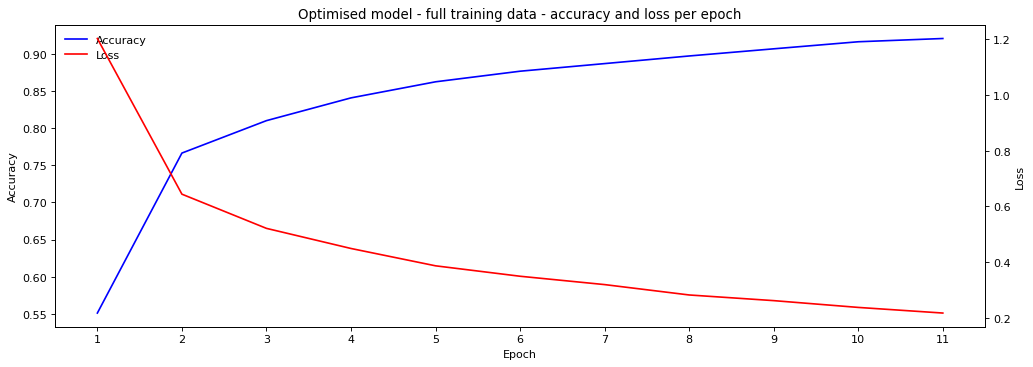 Optimised model - full training data - accuracy and loss per epoch
Accuracy
Loss
0.90
0.85
0.80
0.75
0.70
0.65
0.60
0.55
Accuracy
1.2
1.0
0.8
0.6
0.4
0.2
Loss
1 2 3 4 5 6 7 8 9 10 11
Epoch